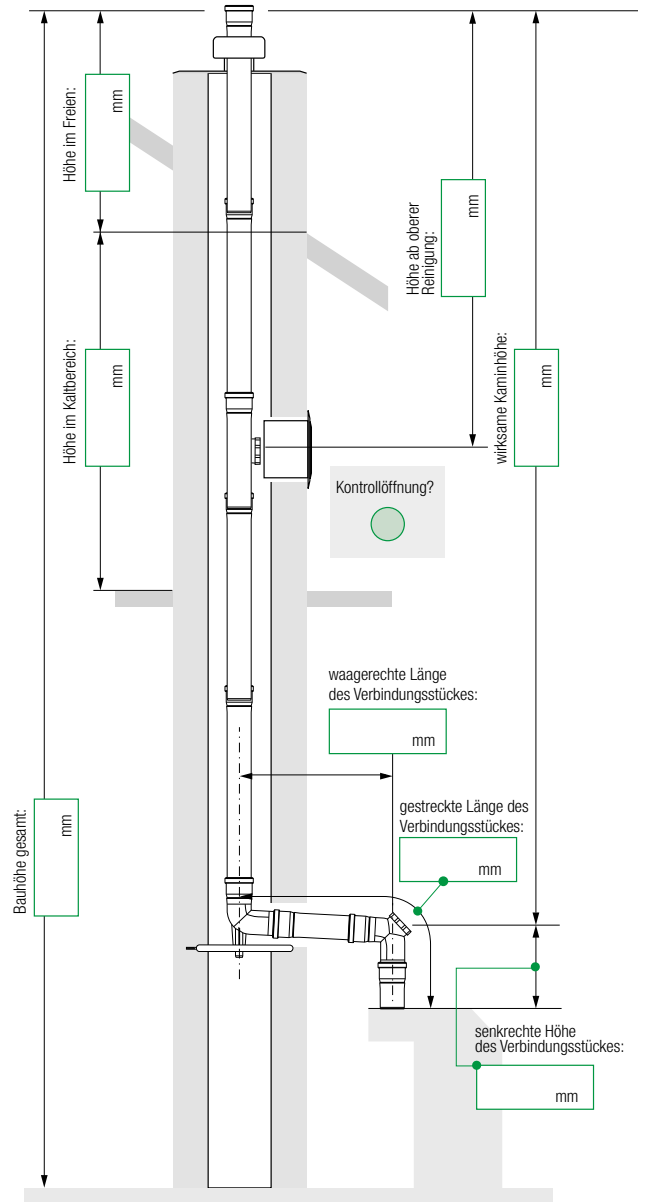 Höhe im Freien:
mm
Höhe ab oberer
Reinigung:
mm
Höhe im Kaltbereich:
mm
wirksame Kaminhöhe:
mm
Kontrollöffnung?
waagerechte Länge
des Verbindungsstückes:
mm
Bauhöhe gesamt:
mm
gestreckte Länge des
Verbindungsstückes:
mm
senkrechte Höhe
des Verbindungsstückes:
mm